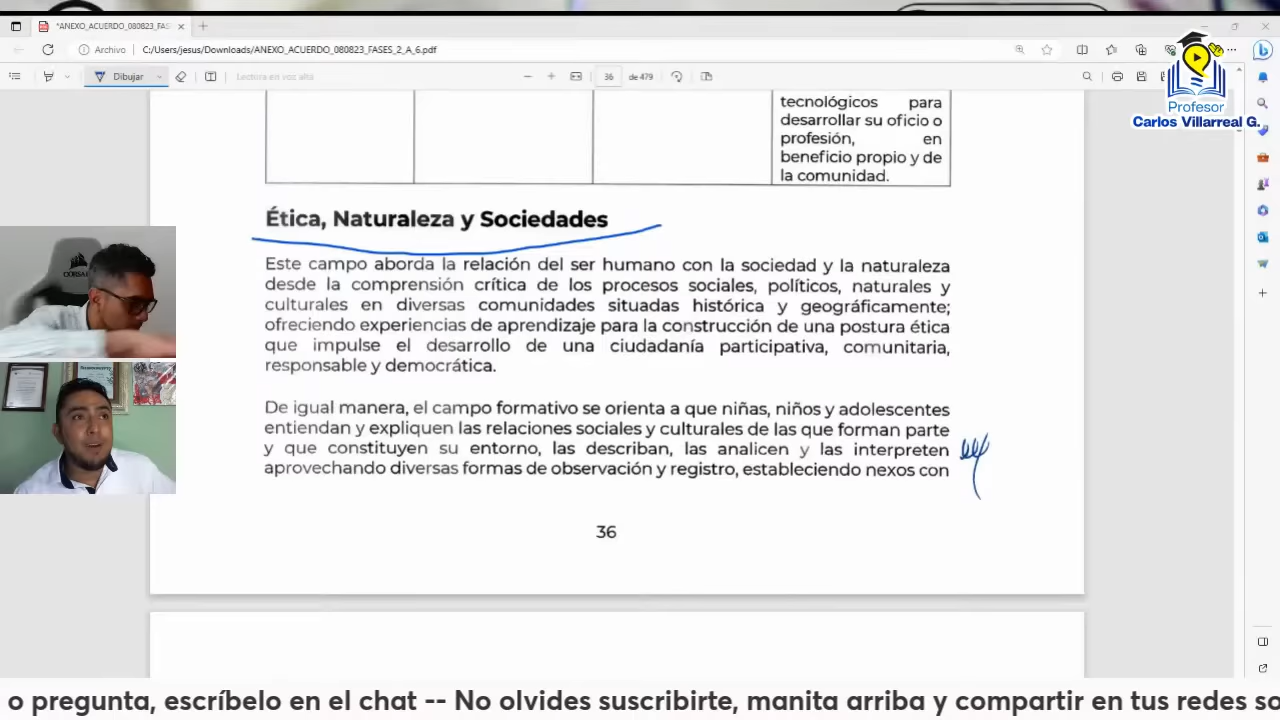 *ANEXO_ACUERDO_080823_FAS
Archivo
C:/Users/jesus/Downloads/ANEXO_ACUERDO_080823_FASES_2_A_6.pdf
Dibujar
Lectura en voz alta
36 de 479
Profesor
Carlos Villarreal G.
tecnológicos para
desarrollar su oficio o
profesión, en
beneficio propio y de
la comunidad.
Ética, Naturaleza y Sociedades
Este campo aborda la relación del ser humano con la sociedad y la naturaleza
desde la comprensión crítica de los procesos sociales, políticos, naturales y
culturales en diversas comunidades situadas histórica y geográficamente;
ofreciendo experiencias de aprendizaje para la construcción de una postura ética
que impulse el desarrollo de una ciudadanía participativa, comunitaria,
responsable y democrática.
De igual manera, el campo formativo se orienta a que niñas, niños y adolescentes
entiendan y expliquen las relaciones sociales y culturales de las que forman parte
y que constituyen su entorno, las describan, las analicen y las interpreten
aprovechando diversas formas de observación y registro, estableciendo nexos con
36
o pregunta, escríbelo en el chat -- No olvides suscribirte, manita arriba y compartir en tus redes so